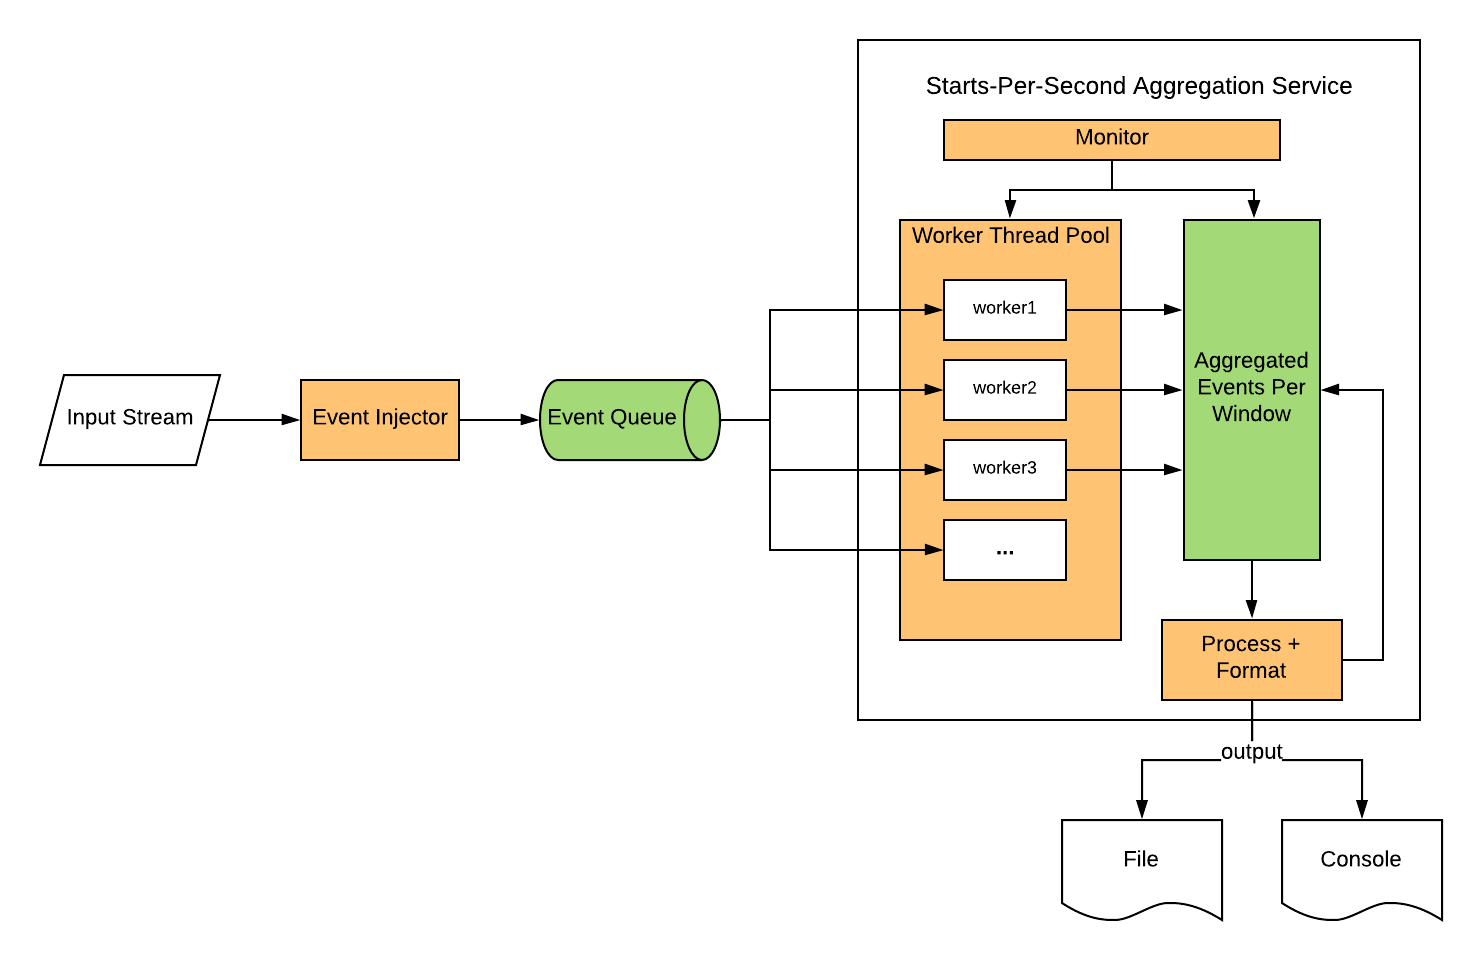 Starts-Per-Second Aggregation Service
Monitor
Worker Thread Pool
worker1
worker2
worker3
...
Aggregated
Events Per
Window
Input Stream
Event Injector
Event Queue
Process +
Format
output
File
Console